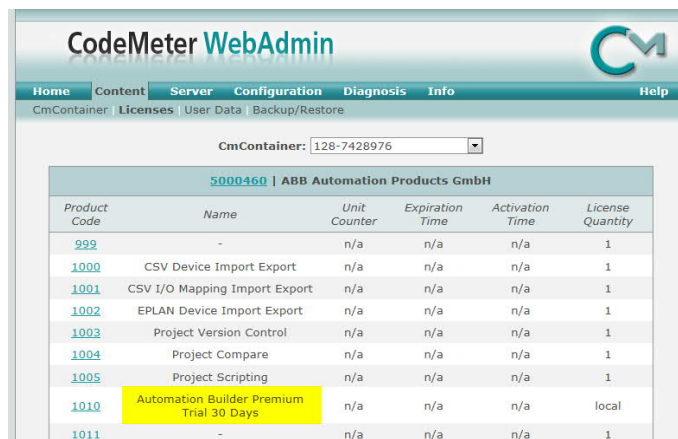 CodeMeter WebAdmin
CM
Home Content Server Configuration Diagnosis Info Help
CmContainer | Licenses | User Data | Backup/Restore
CmContainer: 128-7428976
5000460 | ABB Automation Products GmbH
Product Code Name Unit Counter Expiration Time Activation Time License Quantity
999 - n/a n/a n/a 1
1000 CSV Device Import Export n/a n/a n/a 1
1001 CSV I/O Mapping Import Export n/a n/a n/a 1
1002 EPLAN Device Import Export n/a n/a n/a 1
1003 Project Version Control n/a n/a n/a 1
1004 Project Compare n/a n/a n/a 1
1005 Project Scripting n/a n/a n/a 1
1010 Automation Builder Premium Trial 30 Days n/a n/a n/a local
1011 - n/a n/a n/a 1